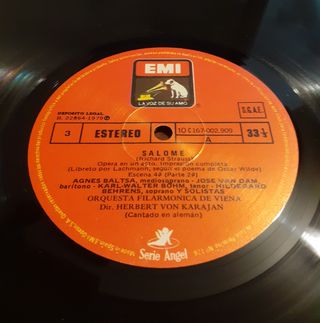 EMI
LA VOZ DE SU AMO
DEPOSITO LEGAL
S.G.A.E.
3
ESTEREO
10 C 167-002.909
33⅓
SALOME
(Richard Strauss)
Opera en un acto. Impresión completa
(Libreto por Lachmann, según el poema de Oscar Wilde)
Escena 4ª (Parte 2ª)
AGNES BALTSA, mediosoprano - JOSE VAN DAM,
barítono - KARL-WALTER BÖHM, tenor - HILDEGARD
BEHRENS, soprano Y SOLISTAS
ORQUESTA FILARMONICA DE VIENA
Dir. HERBERT VON KARAJAN
(Cantado en alemán)
Serie Angel